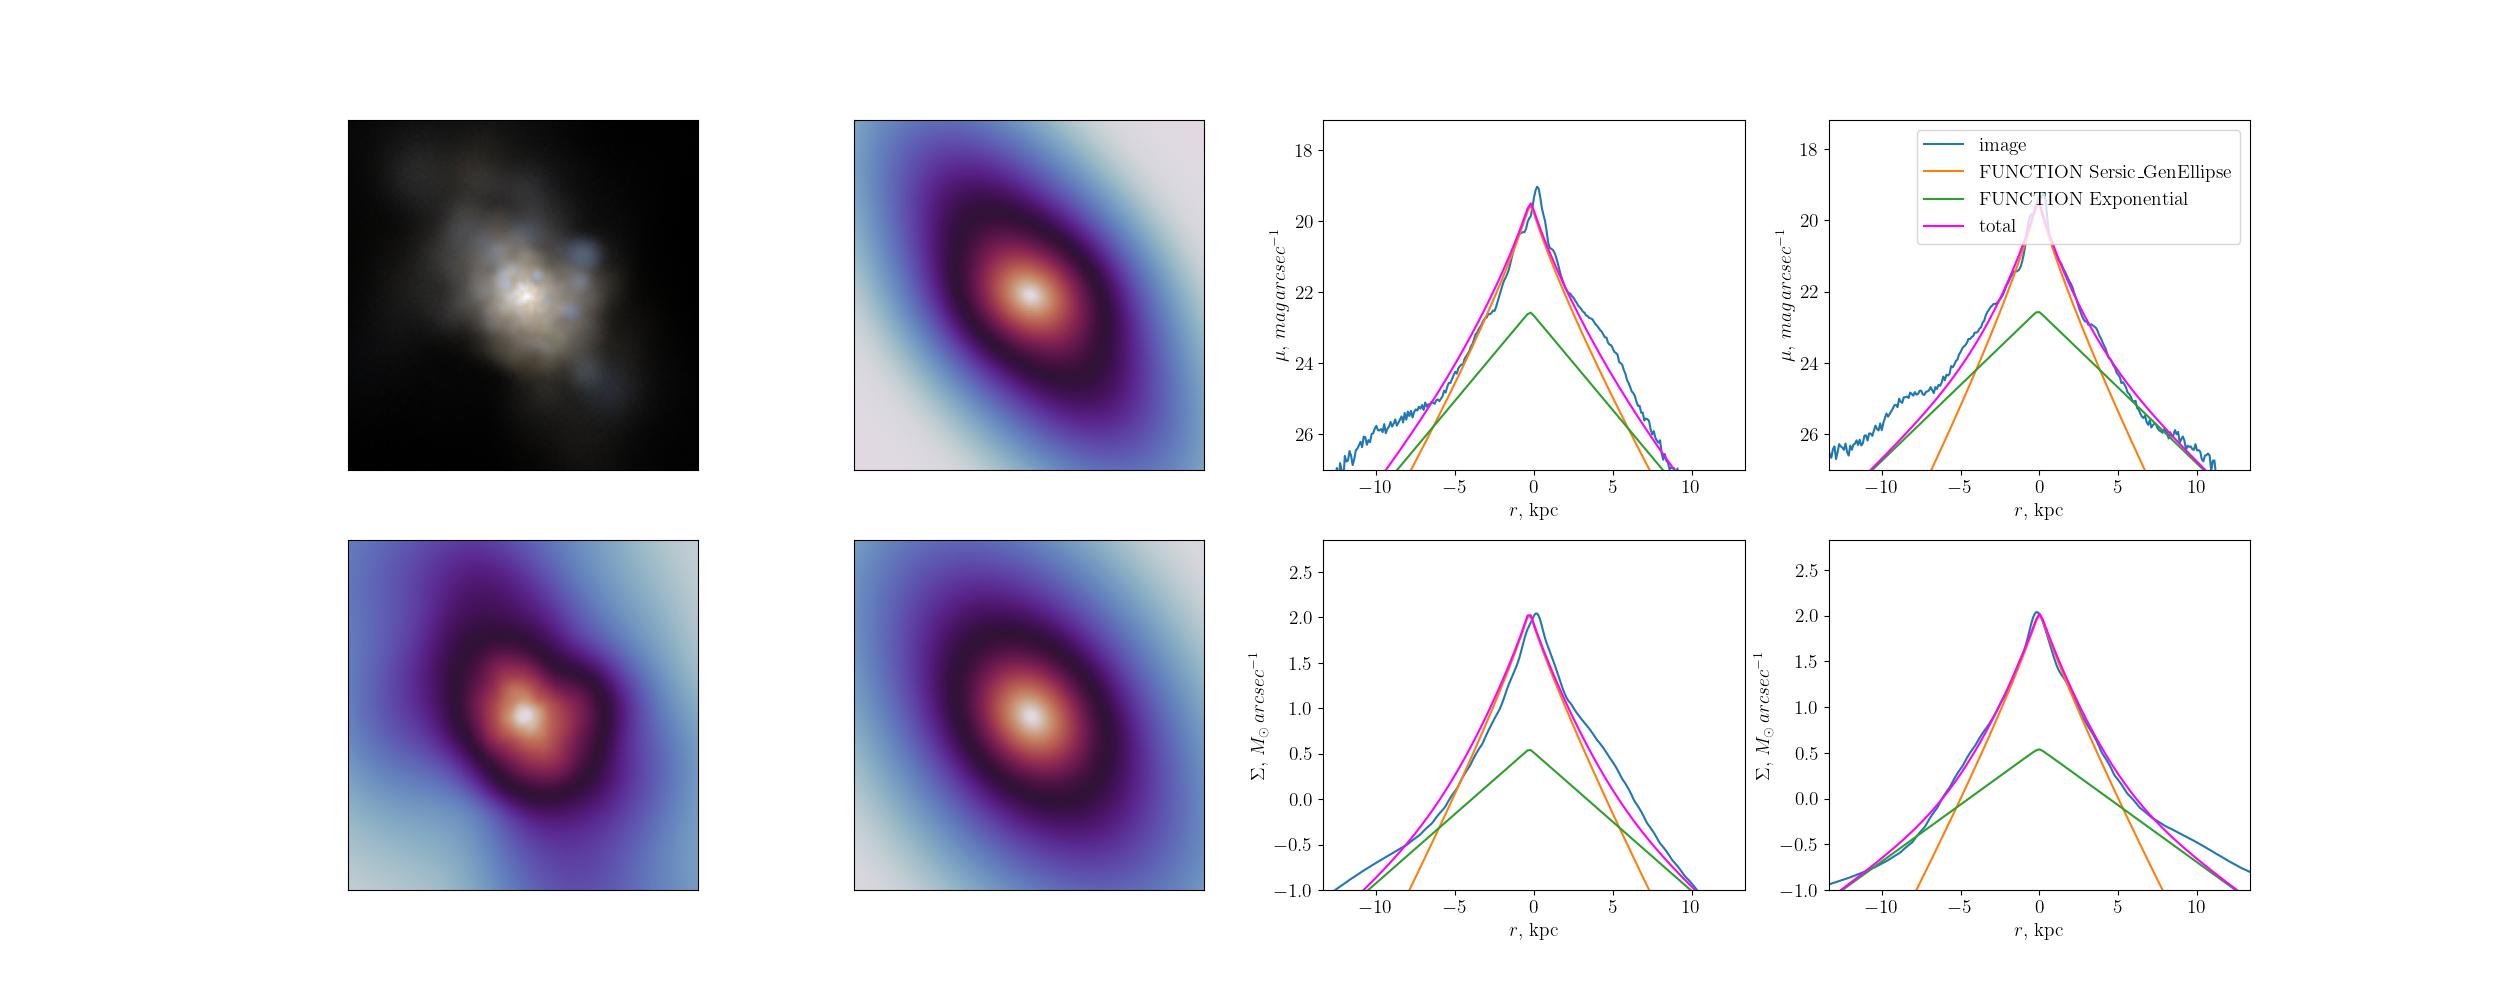 18
20
22
24
26
μ, magarcsec⁻¹
−10 −5 0 5 10
r, kpc
18
20
22
24
26
μ, magarcsec⁻¹
image
FUNCTION Sersic_GenEllipse
FUNCTION Exponential
total
−10 −5 0 5 10
r, kpc
2.5
2.0
1.5
1.0
0.5
0.0
−0.5
−1.0
Σ, M⊙ arcsec⁻¹
−10 −5 0 5 10
r, kpc
2.5
2.0
1.5
1.0
0.5
0.0
−0.5
−1.0
Σ, M⊙ arcsec⁻¹
−10 −5 0 5 10
r, kpc